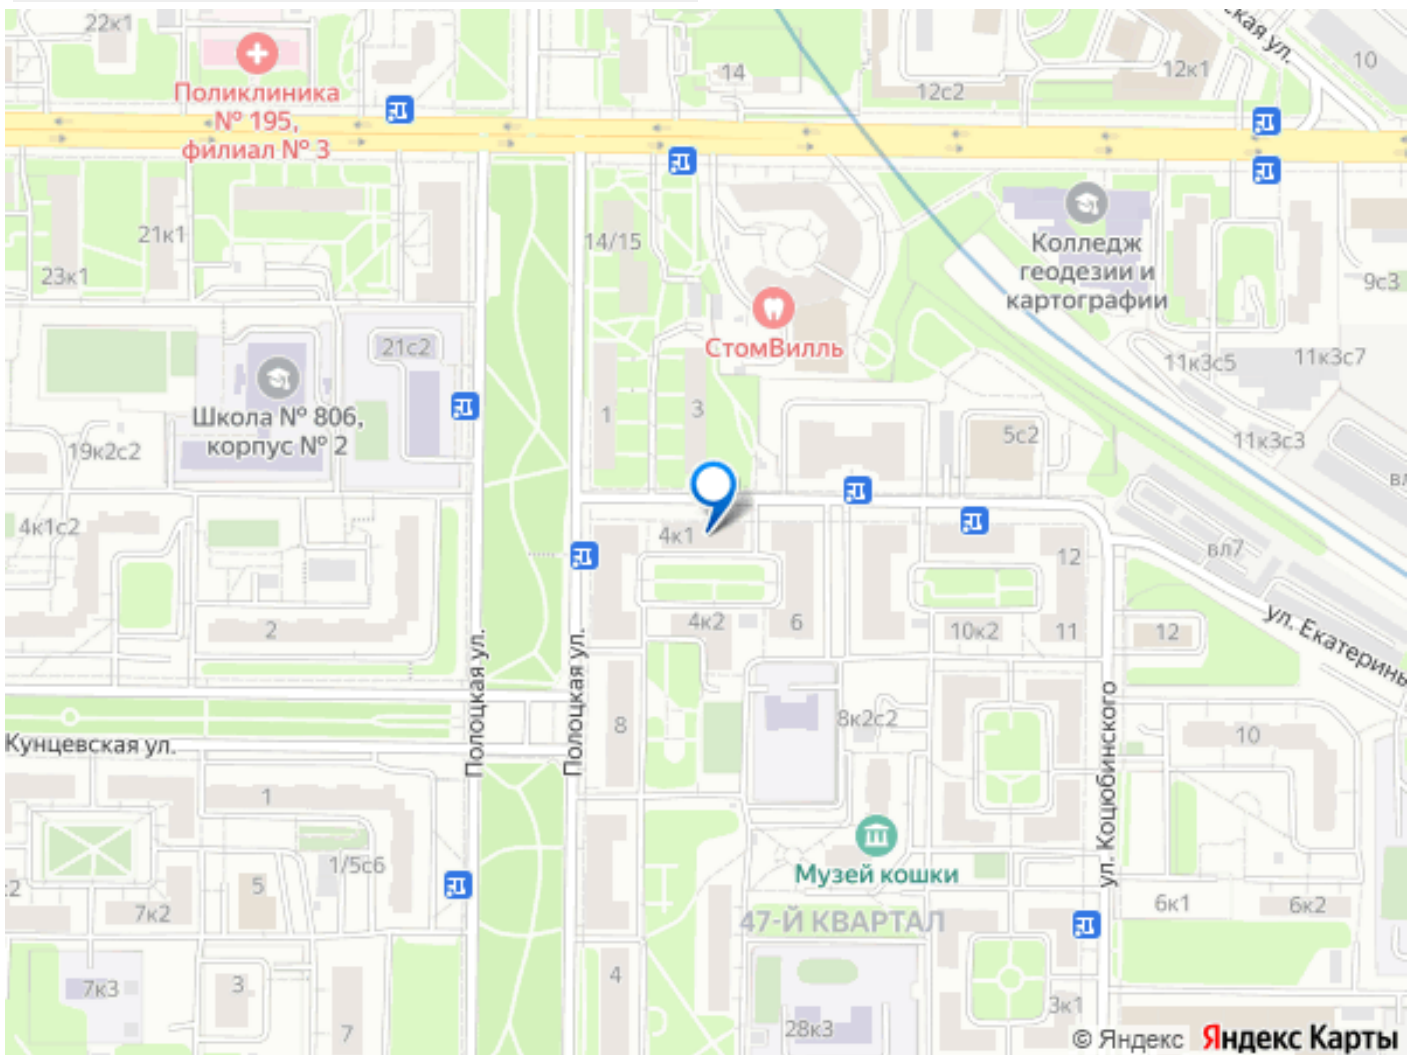 22к1
Поликлиника
№ 195,
филиал № 3
14
12с2
12к1
ская ул.
10
21к1
23к1
14/15
Колледж
геодезии и
картографии
9с3
СтомВилль
21с2
11к3с5
11к3с7
Школа № 806,
корпус № 2
19к2с2
1
3
5с2
11к3с3
4к1с2
4к1
12
вл7
2
4к2
6
10к2
11
12
ул. Екатерины
Полоцкая ул.
Полоцкая ул.
8
8к2с2
ул. Коцюбинского
10
Кунцевская ул.
1
1/5с6
Музей кошки
5
7к2
6к1
6к2
47-Й КВАРТАЛ
7к3
3
7
4
28к3
3к1
© Яндекс Яндекс Карты